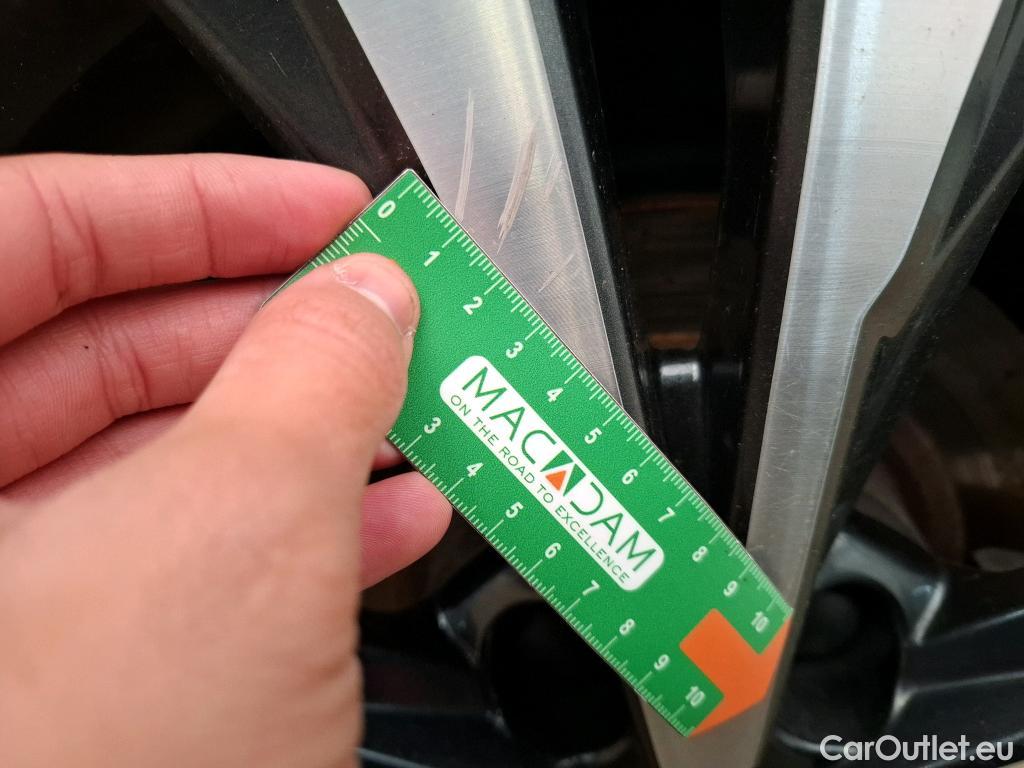 0 1 2 3 4 5 6 7 8 9 10
MACADAM
ON THE ROAD TO EXCELLENCE
3 4 5 6 7 8 9 10
CarOutlet.eu